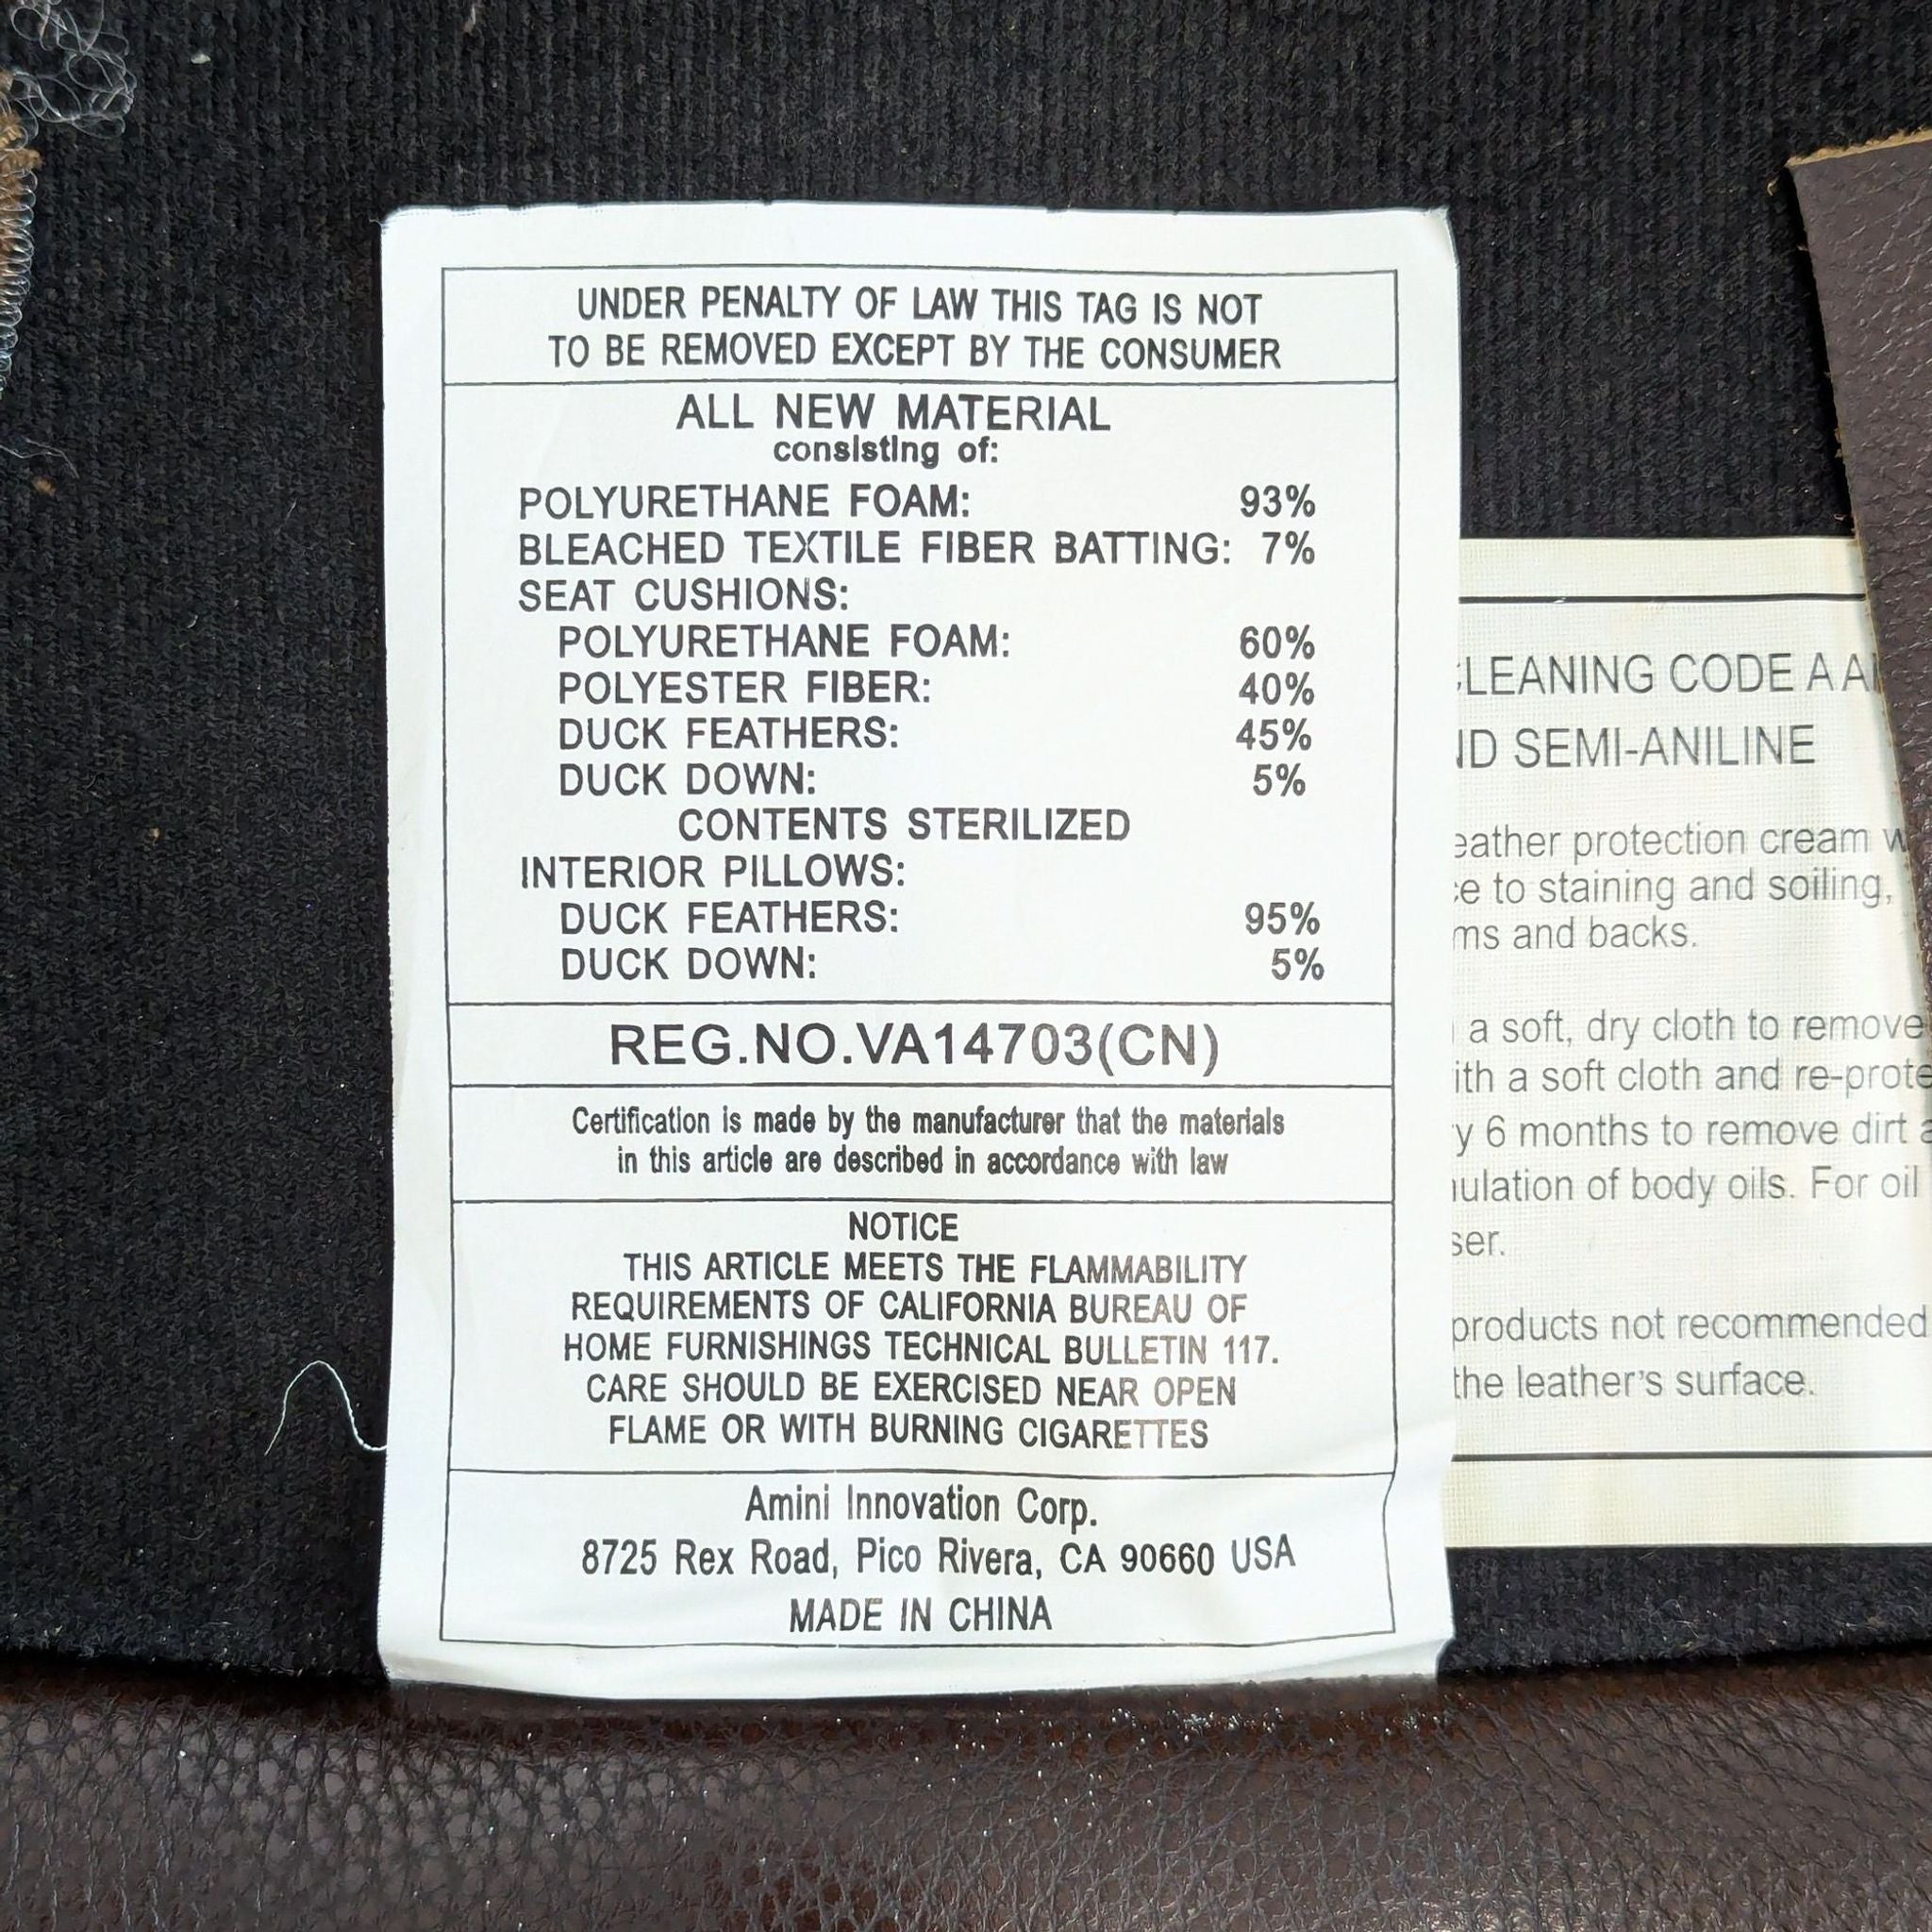 UNDER PENALTY OF LAW THIS TAG IS NOT
TO BE REMOVED EXCEPT BY THE CONSUMER
ALL NEW MATERIAL
consisting of:
POLYURETHANE FOAM: 93%
BLEACHED TEXTILE FIBER BATTING: 7%
SEAT CUSHIONS:
POLYURETHANE FOAM: 60%
POLYESTER FIBER: 40%
DUCK FEATHERS: 45%
DUCK DOWN: 5%
CONTENTS STERILIZED
INTERIOR PILLOWS:
DUCK FEATHERS: 95%
DUCK DOWN: 5%
REG.NO.VA14703(CN)
Certification is made by the manufacturer that the materials
in this article are described in accordance with law
NOTICE
THIS ARTICLE MEETS THE FLAMMABILITY
REQUIREMENTS OF CALIFORNIA BUREAU OF
HOME FURNISHINGS TECHNICAL BULLETIN 117.
CARE SHOULD BE EXERCISED NEAR OPEN
FLAME OR WITH BURNING CIGARETTES
Amini Innovation Corp.
8725 Rex Road, Pico Rivera, CA 90660 USA
MADE IN CHINA
CODE A
SEMI-ANILINE
protection cream
to staining and soiling,
and backs.
a soft, dry cloth to remove
a soft cloth and
6 months to remove dirt
of body oils. For oil
products not recommended
the leather's surface.